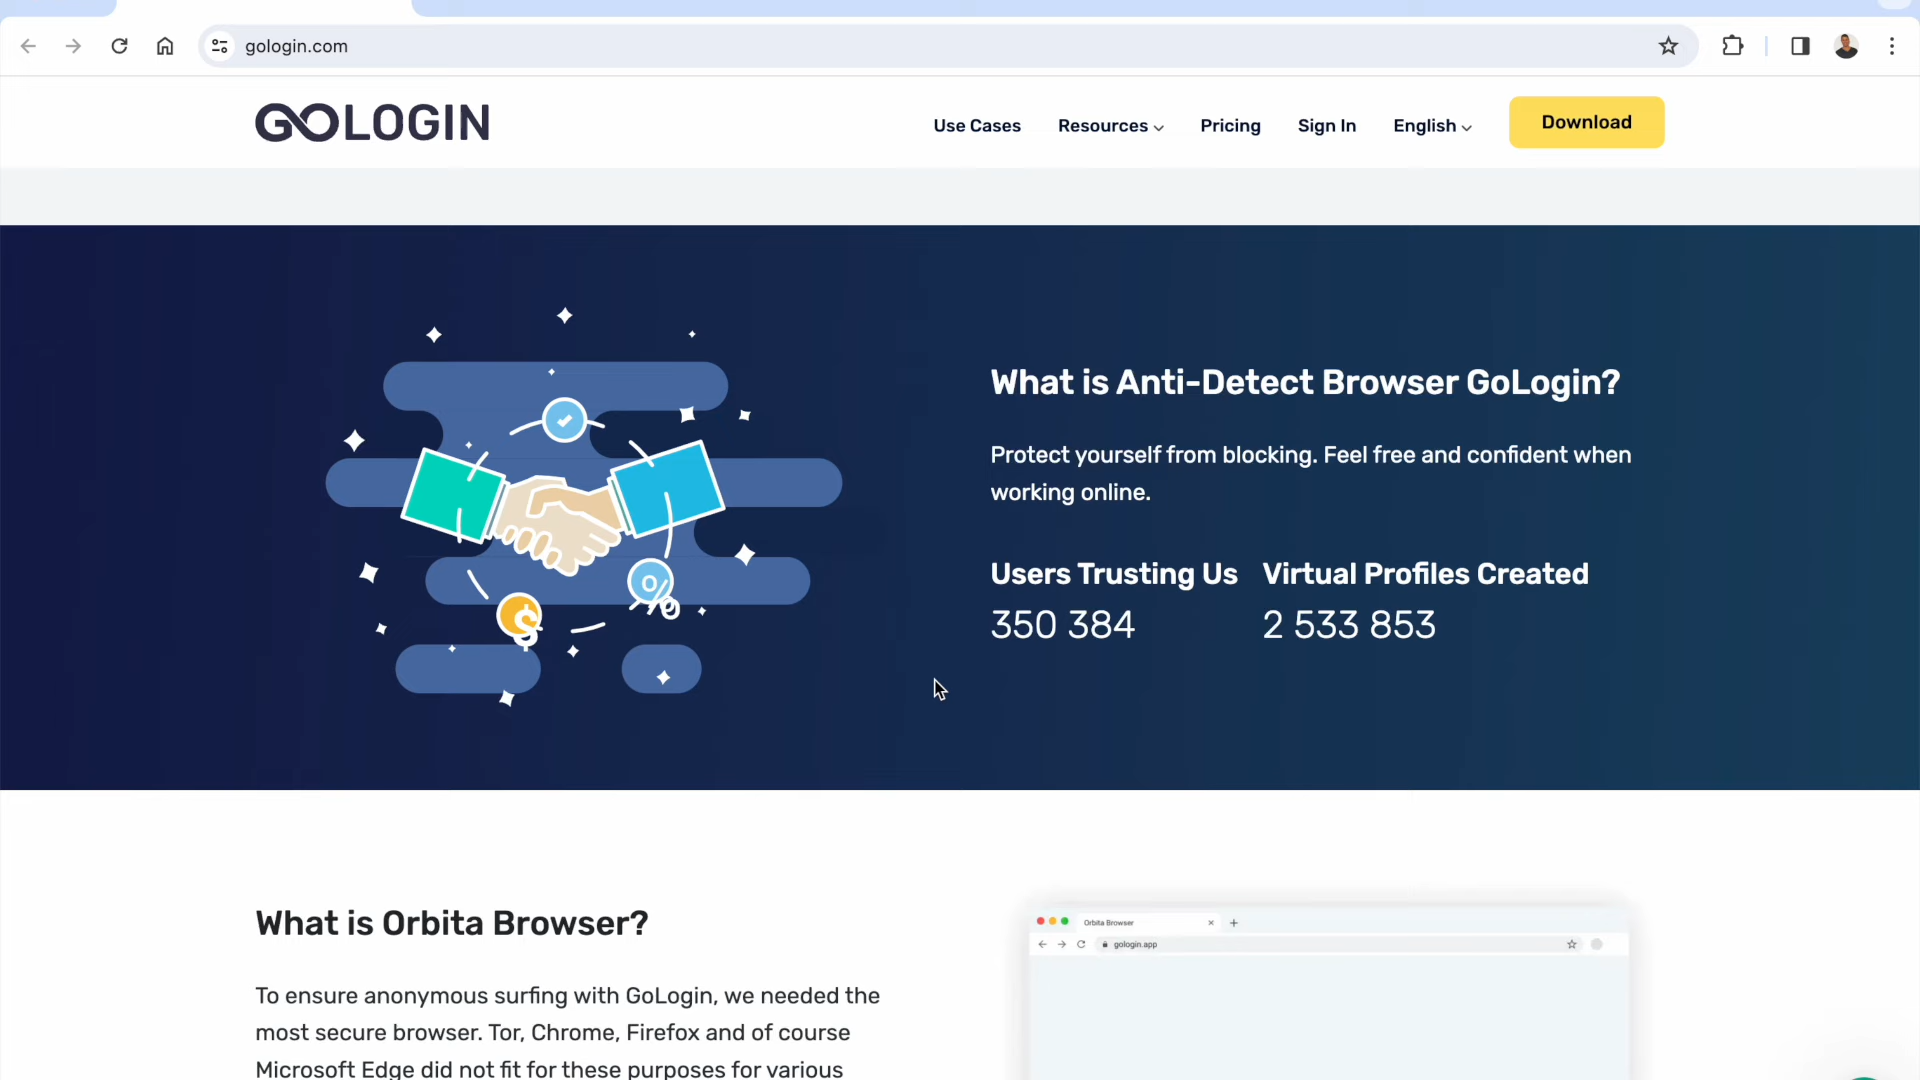 gologin.com
GOLOGIN
Use Cases
Resources
Pricing
Sign In
English
Download
What is Anti-Detect Browser GoLogin?
Protect yourself from blocking. Feel free and confident when
working online.
Users Trusting Us
350 384
Virtual Profiles Created
2 533 853
%
$
What is Orbita Browser?
To ensure anonymous surfing with GoLogin, we needed the
most secure browser. Tor, Chrome, Firefox and of course
Microsoft Edge did not fit for these purposes for various
Orbita Browser
gologin.app